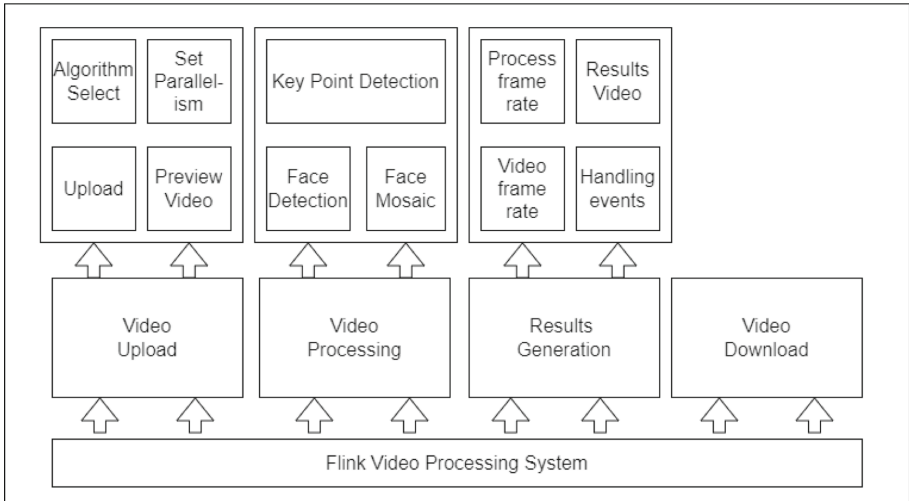 Algorithm
Select
Set
Parallel-
ism
Upload
Preview
Video
Key Point Detection
Face
Detection
Face
Mosaic
Process
frame
rate
Results
Video
Video
frame
rate
Handling
events
Video
Upload
Video
Processing
Results
Generation
Video
Download
Flink Video Processing System